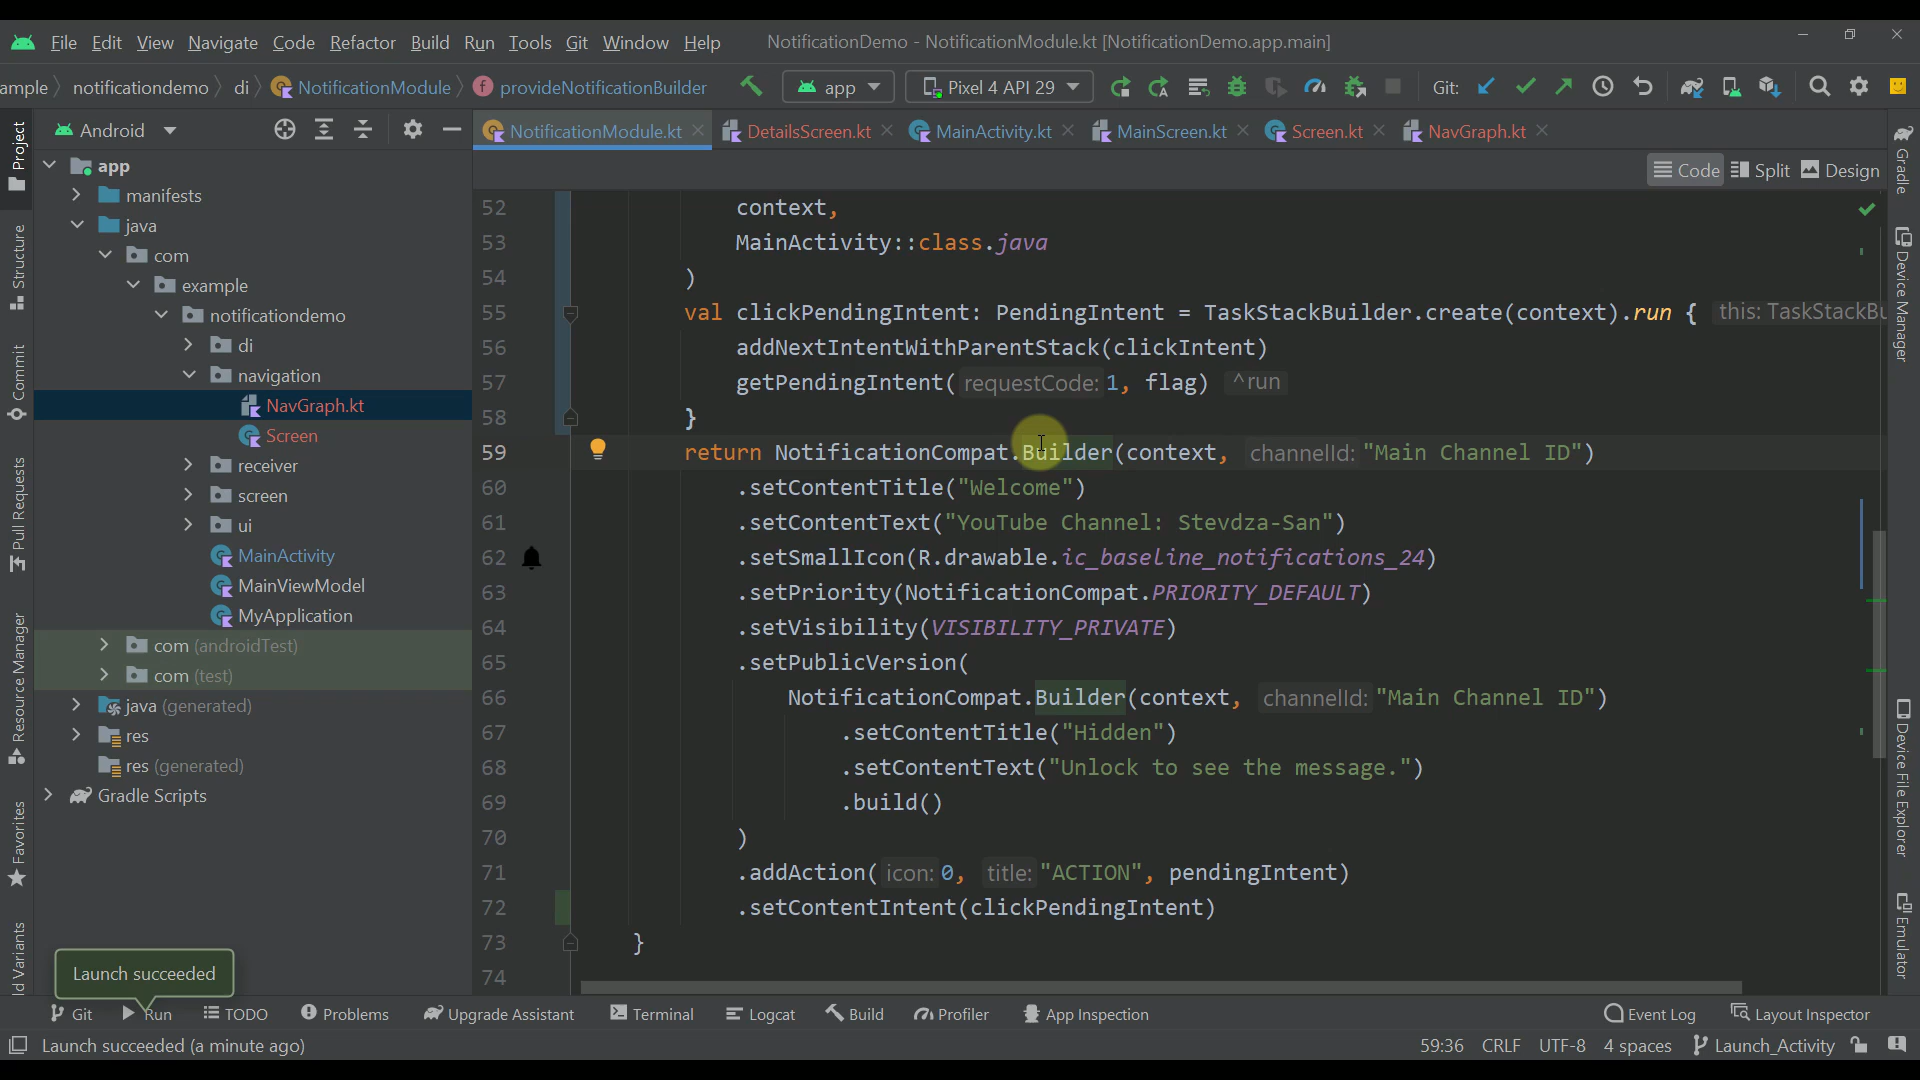 File Edit View Navigate Code Refactor Build Run Tools Git Window Help NotificationDemo - NotificationModule.kt [NotificationDemo.app.main]
ample notificationdemo di NotificationModule provideNotificationBuilder app Pixel 4 API 29 Git:
Project
Structure
Commit
Pull Requests
Resource Manager
Favorites
ld Variants
Android
app
manifests
java
com
example
notificationdemo
di
navigation
NavGraph.kt
Screen
receiver
screen
ui
MainActivity
MainViewModel
MyApplication
com (androidTest)
com (test)
java (generated)
res
res (generated)
Gradle Scripts
NotificationModule.kt DetailsScreen.kt MainActivity.kt MainScreen.kt Screen.kt NavGraph.kt
Code Split Design
52 context,
53 MainActivity::class.java
54 )
55 val clickPendingIntent: PendingIntent = TaskStackBuilder.create(context).run { this: TaskStackBu
56 addNextIntentWithParentStack(clickIntent)
57 getPendingIntent( requestCode: 1, flag) ^run
58 }
59 return NotificationCompat.Builder(context, channelId: "Main Channel ID")
60 .setContentTitle("Welcome")
61 .setContentText("YouTube Channel: Stevdza-San")
62 .setSmallIcon(R.drawable.ic_baseline_notifications_24)
63 .setPriority(NotificationCompat.PRIORITY_DEFAULT)
64 .setVisibility(VISIBILITY_PRIVATE)
65 .setPublicVersion(
66 NotificationCompat.Builder(context, channelId: "Main Channel ID")
67 .setContentTitle("Hidden")
68 .setContentText("Unlock to see the message.")
69 .build()
70 )
71 .addAction( icon: 0, title: "ACTION", pendingIntent)
72 .setContentIntent(clickPendingIntent)
73 }
74
Gradle
Device Manager
Device File Explorer
Emulator
Launch succeeded
Git Run TODO Problems Upgrade Assistant Terminal Logcat Build Profiler App Inspection Event Log Layout Inspector
Launch succeeded (a minute ago) 59:36 CRLF UTF-8 4 spaces Launch_Activity